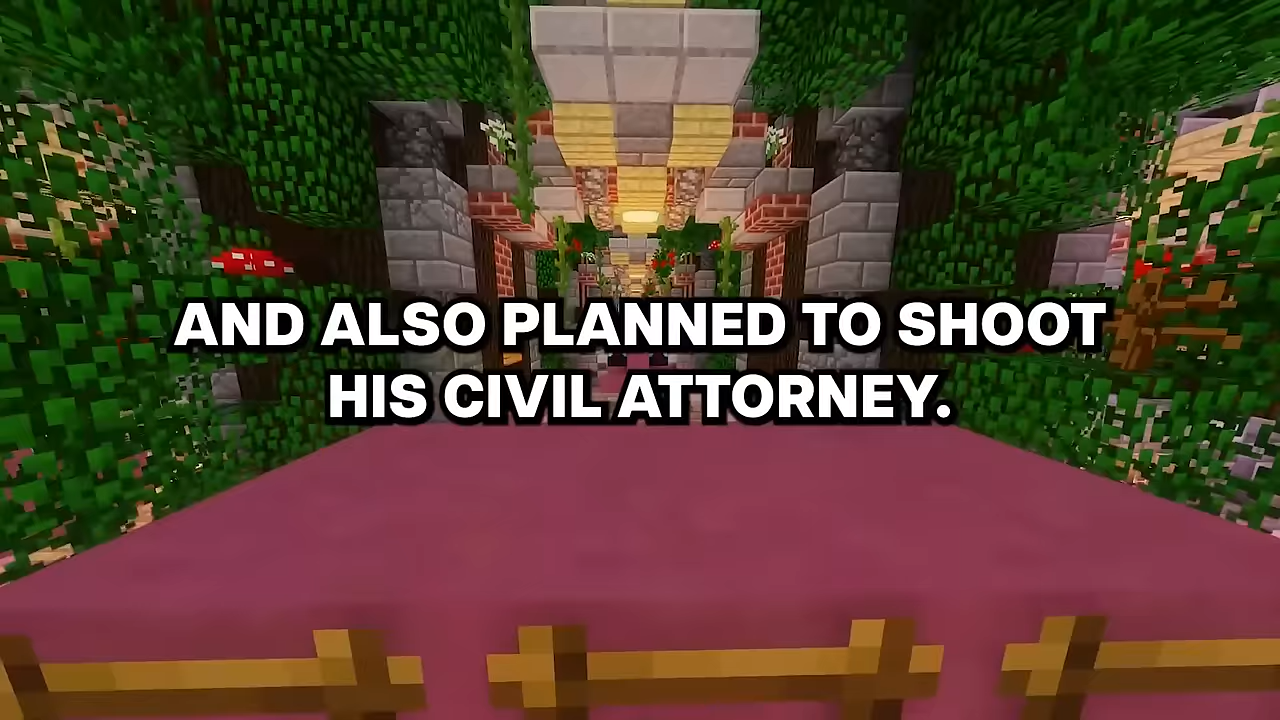 AND ALSO PLANNED TO SHOOT
HIS CIVIL ATTORNEY.